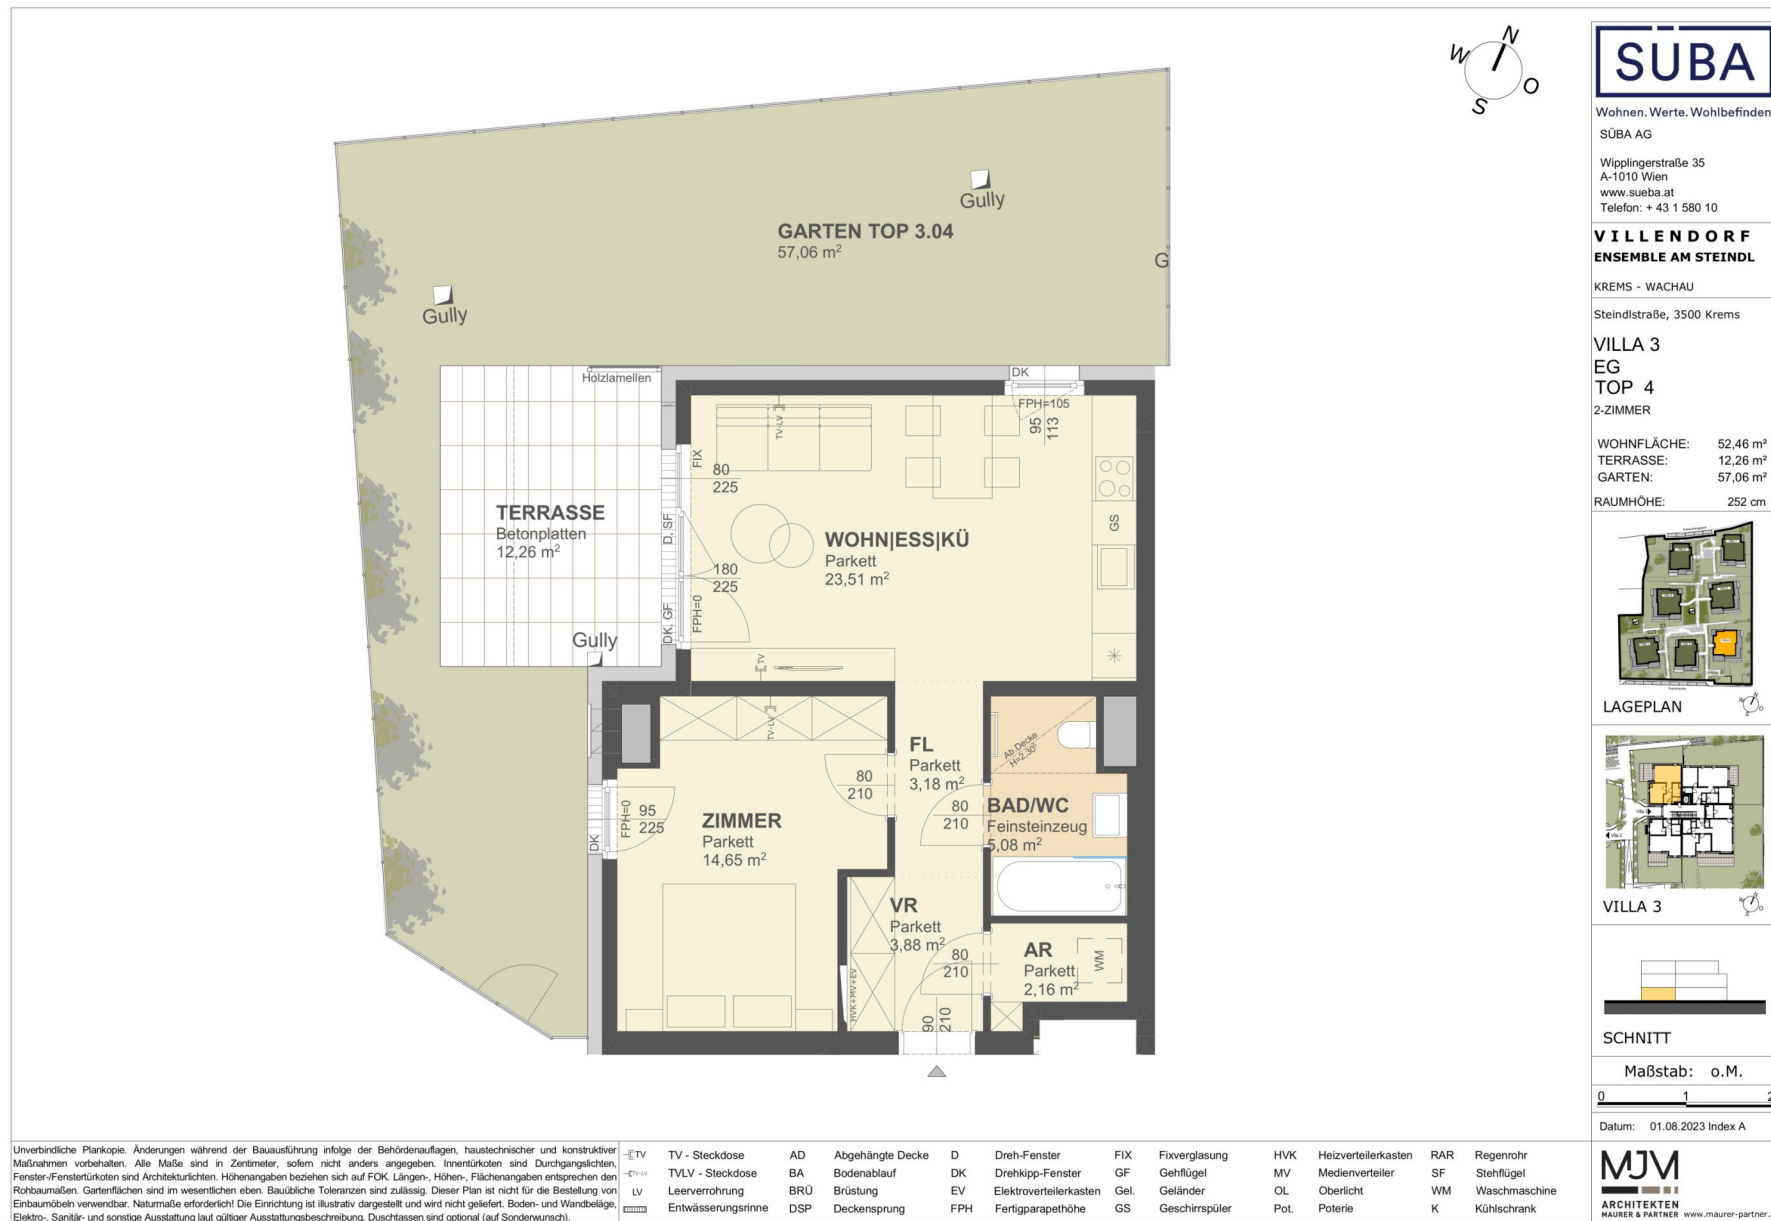 N
W
O
S
GARTEN TOP 3.04
57,06 m²
Gully
G
Gully
Holzlamellen
DK
FPH=105
95
113
TV-LV
FIX
80
225
TERRASSE
Betonplatten
12,26 m²
D, SF
WOHN|ESS|KÜ
Parkett
23,51 m²
GS
180
225
DK, GF
FPH=0
Gully
TV
TV-LV
Ab.Decke
H=2.30⁵
FL
Parkett
3,18 m²
80
210
80
210
BAD/WC
Feinsteinzeug
5,08 m²
95
225
FPH=0
DK
ZIMMER
Parkett
14,65 m²
VR
Parkett
3,88 m²
80
210
AR
Parkett
2,16 m²
WM
HVK+MV+EV
90
210
SÜBA
Wohnen. Werte. Wohlbefinden
SÜBA AG
Wipplingerstraße 35
A-1010 Wien
www.sueba.at
Telefon: + 43 1 580 10
VILLENDORF
ENSEMBLE AM STEINDL
KREMS - WACHAU
Steindlstraße, 3500 Krems
VILLA 3
EG
TOP 4
2-ZIMMER
WOHNFLÄCHE: 52,46 m²
TERRASSE: 12,26 m²
GARTEN: 57,06 m²
RAUMHÖHE: 252 cm
LAGEPLAN
VILLA 3
SCHNITT
Maßstab: o.M.
0 1 2
Datum: 01.08.2023 Index A
MJM
ARCHITEKTEN
MAURER & PARTNER www.maurer-partner.
Unverbindliche Plankopie. Änderungen während der Bauausführung infolge der Behördenauflagen, haustechnischer und konstruktiver
Maßnahmen vorbehalten. Alle Maße sind in Zentimeter, sofern nicht anders angegeben. Innentürkoten sind Durchgangslichten,
Fenster-/Fenstertürkoten sind Architekturlichten. Höhenangaben beziehen sich auf FOK. Längen-, Höhen-, Flächenangaben entsprechen den
Rohbaumaßen. Gartenflächen sind im wesentlichen eben. Bauübliche Toleranzen sind zulässig. Dieser Plan ist nicht für die Bestellung von
Einbaumöbeln verwendbar. Naturmaße erforderlich! Die Einrichtung ist illustrativ dargestellt und wird nicht geliefert. Boden- und Wandbeläge,
Elektro-, Sanitär- und sonstige Ausstattung laut gültiger Ausstattungsbeschreibung. Duschtassen sind optional (auf Sonderwunsch).
TV TV - Steckdose AD Abgehängte Decke D Dreh-Fenster FIX Fixverglasung HVK Heizverteilerkasten RAR Regenrohr
TV-LV TVLV - Steckdose BA Bodenablauf DK Drehkipp-Fenster GF Gehflügel MV Medienverteiler SF Stehflügel
LV Leerverrohrung BRÜ Brüstung EV Elektroverteilerkasten Gel. Geländer OL Oberlicht WM Waschmaschine
Entwässerungsrinne DSP Deckensprung FPH Fertigparapethöhe GS Geschirrspüler Pot. Poterie K Kühlschrank